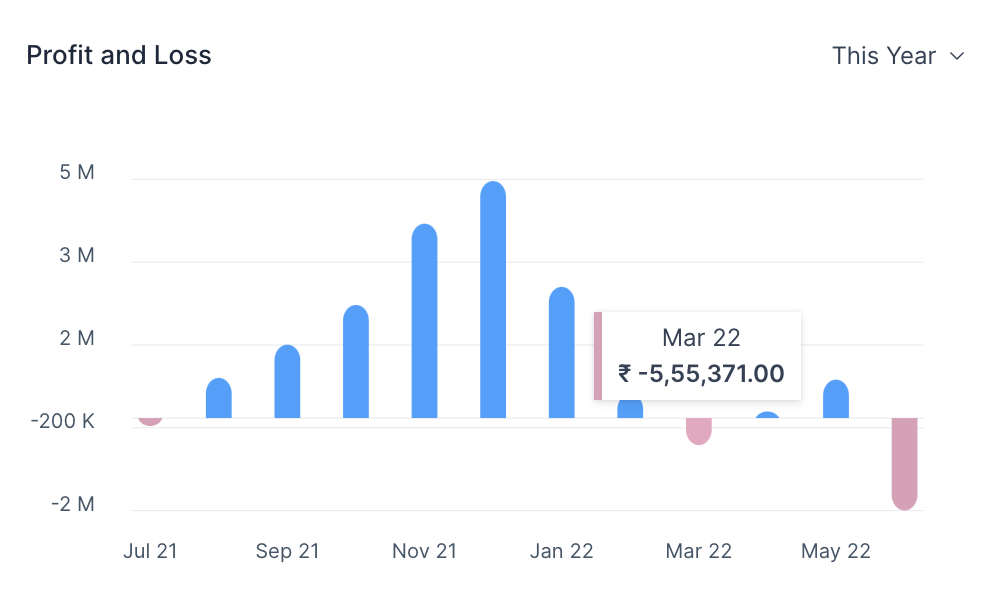 Profit and Loss
This Year
5 M
3 M
2 M
-200 K
-2 M
Mar 22
₹ -5,55,371.00
Jul 21
Sep 21
Nov 21
Jan 22
Mar 22
May 22